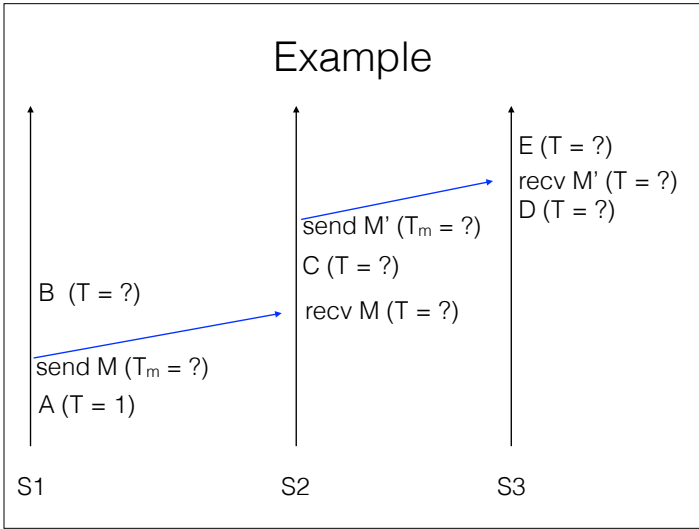 Example
E (T = ?)
recv M’ (T = ?)
D (T = ?)
send M’ (Tₘ = ?)
C (T = ?)
B  (T = ?)
recv M (T = ?)
send M (Tₘ = ?)
A (T = 1)
S1
S2
S3